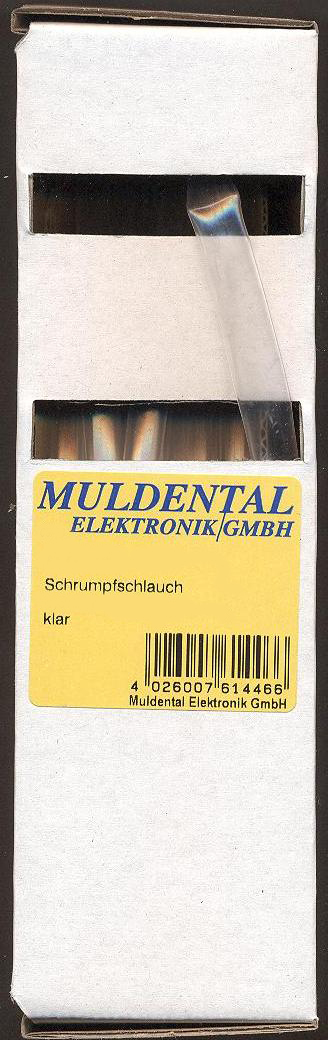 MULDENTAL
ELEKTRONIK/GMBH
Schrumpfschlauch
klar
4 026007 614466
Muldental Elektronik GmbH